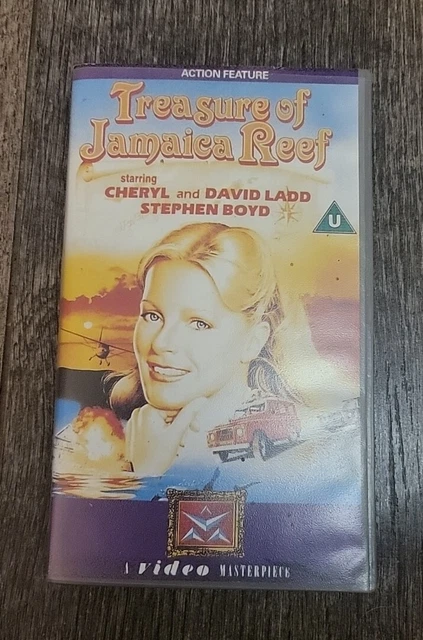 ACTION FEATURE
Treasure of
Jamaica Reef
starring
CHERYL and DAVID LADD
STEPHEN BOYD
U
A video MASTERPIECE